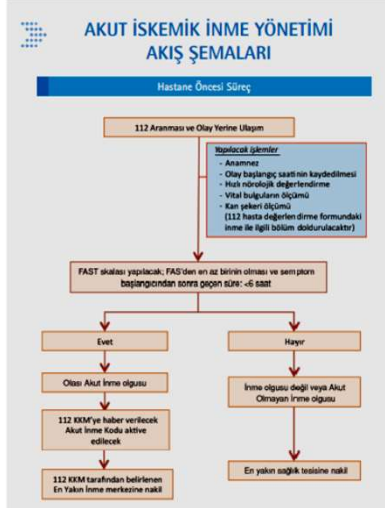 AKUT İSKEMİK İNME YÖNETİMİ
AKIŞ ŞEMALARI
Hastane Öncesi Süreç
112 Aranması ve Olay Yerine Ulaşım
Yapılacak işlemler
- Anamnez
- Olay başlangıç saatinin kaydedilmesi
- Hızlı nörolojik değerlendirme
- Vital bulguların ölçümü
- Kan şekeri ölçümü
(112 hasta değerlendirme formundaki
inme ile ilgili bölüm doldurulacaktır)
FAST skalası yapılacak; FAS'den en az birinin olması ve semptom
başlangıcından sonra geçen süre: <6 saat
Evet
Hayır
Olası Akut İnme olgusu
İnme olgusu değil veya Akut
Olmayan İnme olgusu
112 KKM'ye haber verilecek
Akut İnme Kodu aktive
edilecek
En yakın sağlık tesisine nakil
112 KKM tarafından belirlenen
En Yakın İnme merkezine nakil